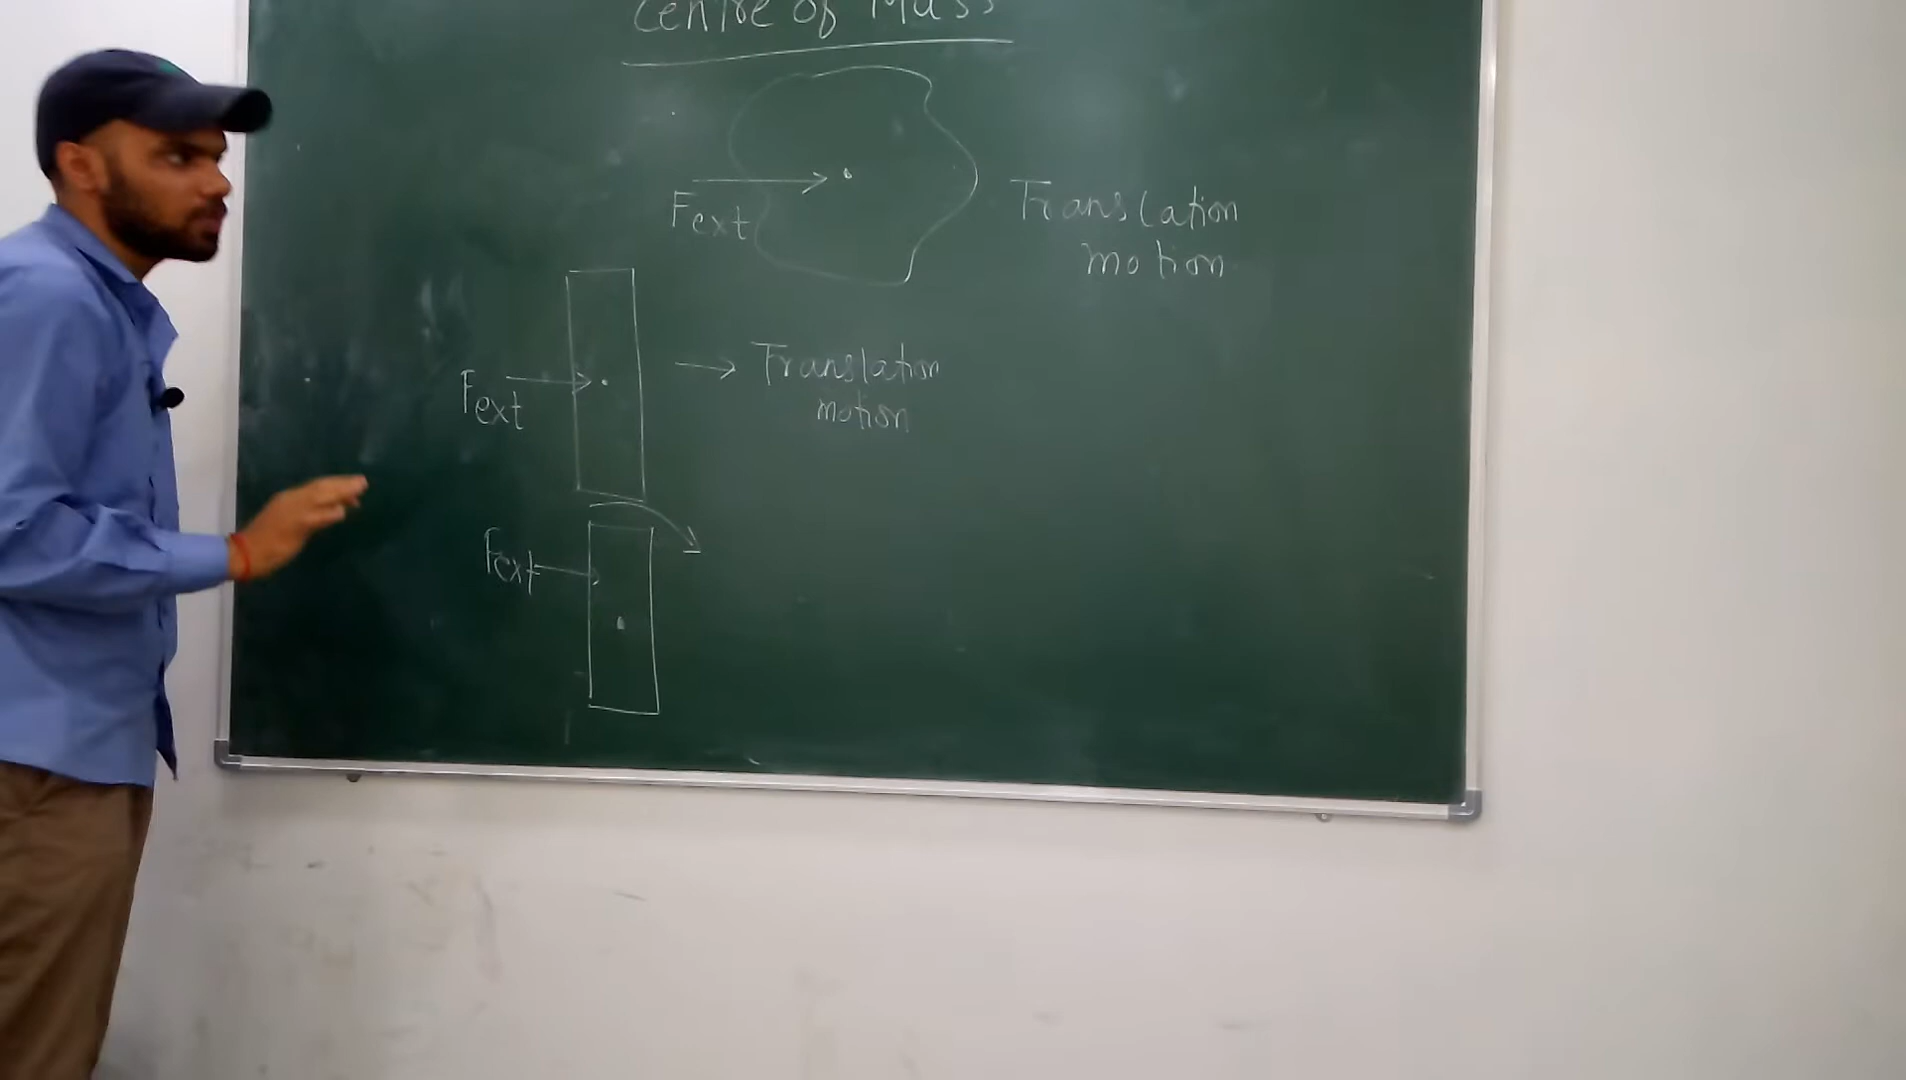 Centre of Mass
Fext
Translation
motion
Fext
Translation
motion
Fext